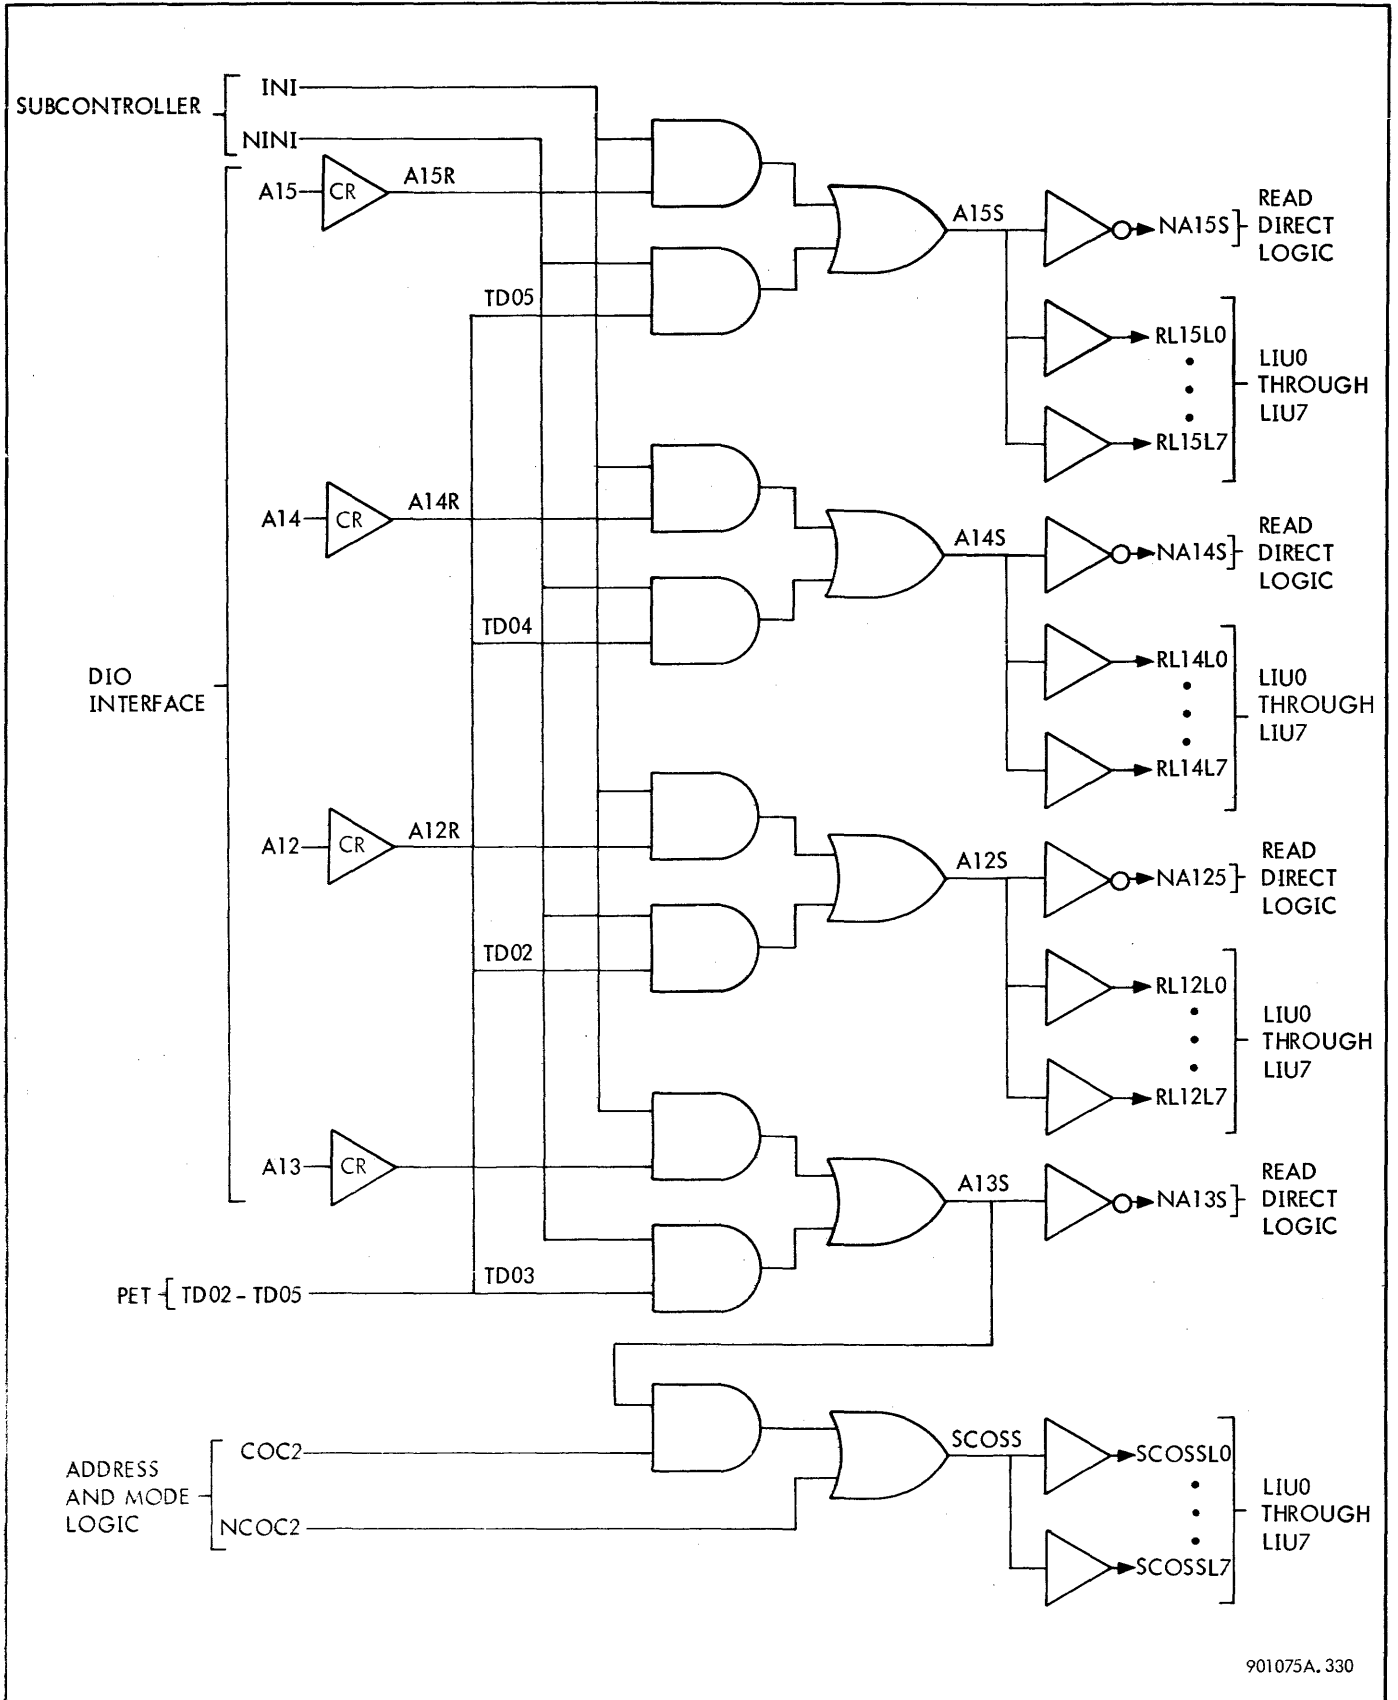 SUBCONTROLLER
INI
NINI
A15
CR
A15R
TD05
A15S
NA15S
READ
DIRECT
LOGIC
RL15L0
RL15L7
LIU0
THROUGH
LIU7
A14
CR
A14R
TD04
A14S
NA14S
READ
DIRECT
LOGIC
RL14L0
RL14L7
LIU0
THROUGH
LIU7
DIO
INTERFACE
A12
CR
A12R
TD02
A12S
NA125
READ
DIRECT
LOGIC
RL12L0
RL12L7
LIU0
THROUGH
LIU7
A13
CR
A13S
NA13S
READ
DIRECT
LOGIC
TD03
PET
TD02-TD05
ADDRESS
AND MODE
LOGIC
COC2
NCOC2
SCOSS
SCOSSL0
SCOSSL7
LIU0
THROUGH
LIU7
901075A.330